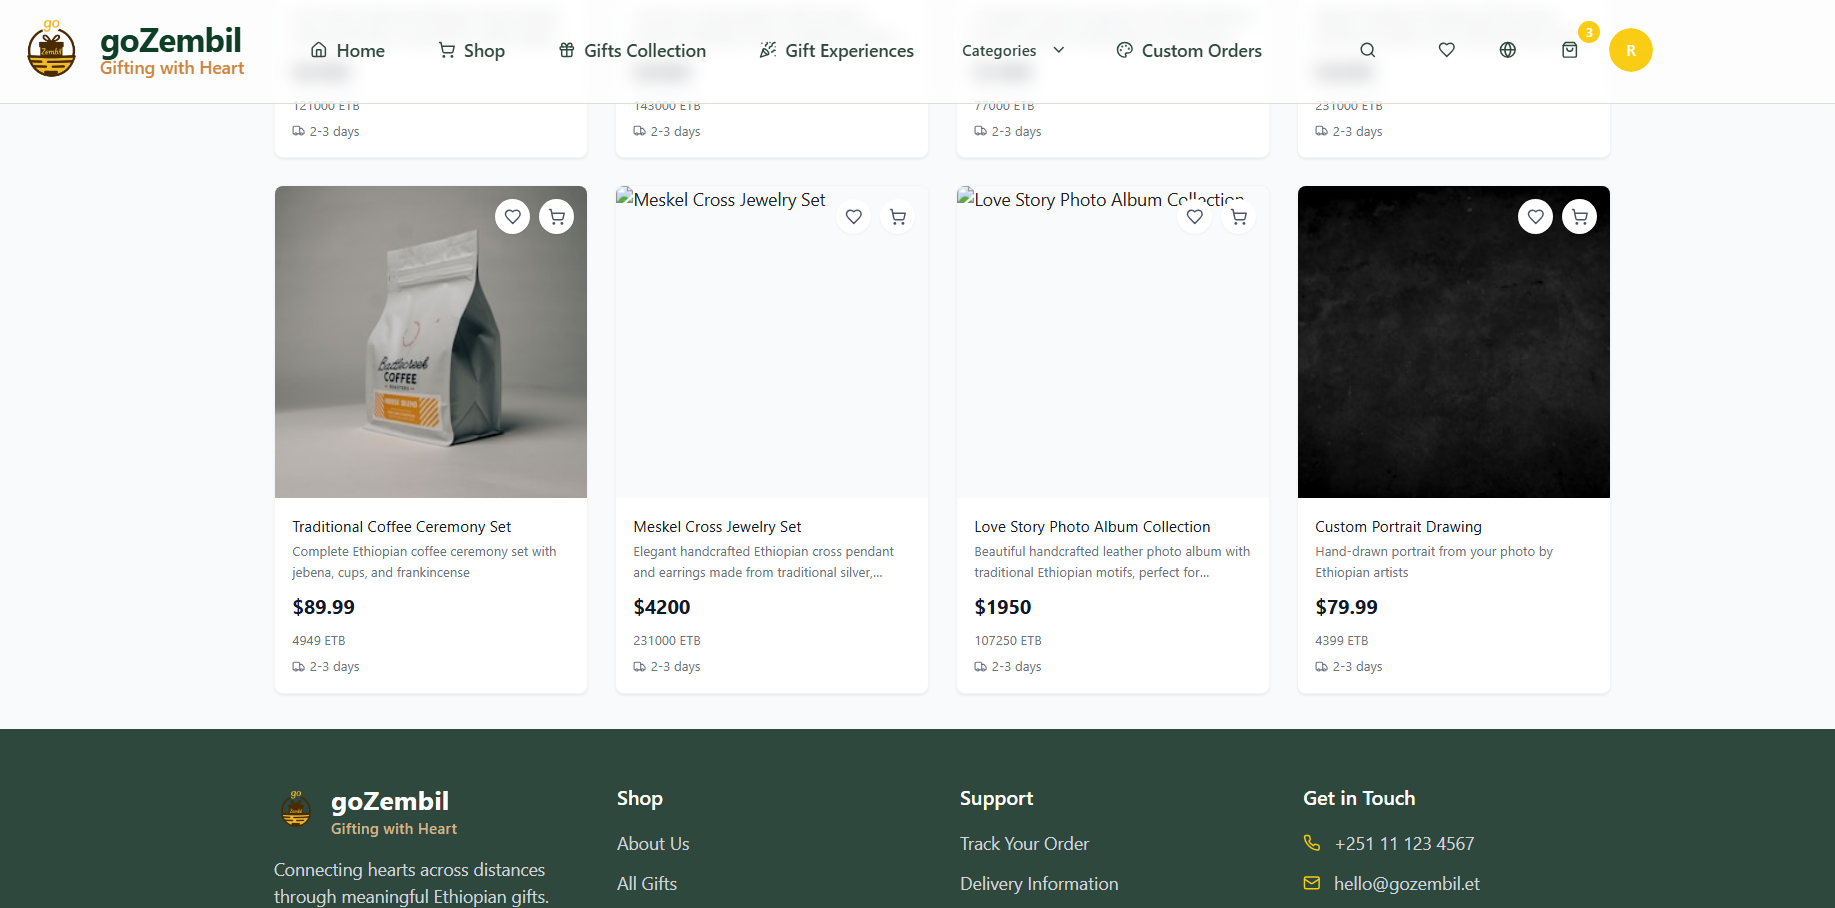 go
Zembil
goZembil
Gifting with Heart
Home
Shop
Gifts Collection
Gift Experiences
Categories
Custom Orders
3
R
121000 ETB
143000 ETB
77000 ETB
231000 ETB
2-3 days
2-3 days
2-3 days
2-3 days
Battlecreek
COFFEE
ROASTERS
HOUSE BLEND
Meskel Cross Jewelry Set
Love Story Photo Album Collection
Traditional Coffee Ceremony Set
Complete Ethiopian coffee ceremony set with
jebena, cups, and frankincense
$89.99
4949 ETB
2-3 days
Meskel Cross Jewelry Set
Elegant handcrafted Ethiopian cross pendant
and earrings made from traditional silver,...
$4200
231000 ETB
2-3 days
Love Story Photo Album Collection
Beautiful handcrafted leather photo album with
traditional Ethiopian motifs, perfect for...
$1950
107250 ETB
2-3 days
Custom Portrait Drawing
Hand-drawn portrait from your photo by
Ethiopian artists
$79.99
4399 ETB
2-3 days
go
Zembil
goZembil
Gifting with Heart
Connecting hearts across distances
through meaningful Ethiopian gifts.
Shop
About Us
All Gifts
Support
Track Your Order
Delivery Information
Get in Touch
+251 11 123 4567
hello@gozembil.et